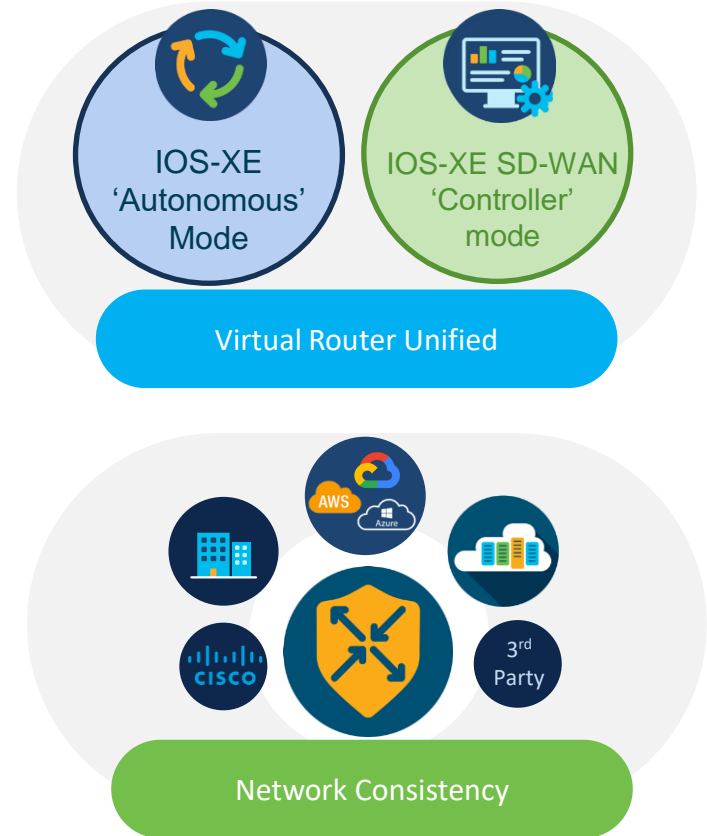 IOS-XE
‘Autonomous’
Mode
IOS-XE SD-WAN
‘Controller’
mode
Virtual Router Unified
AWS
Azure
CISCO
3rd
Party
Network Consistency